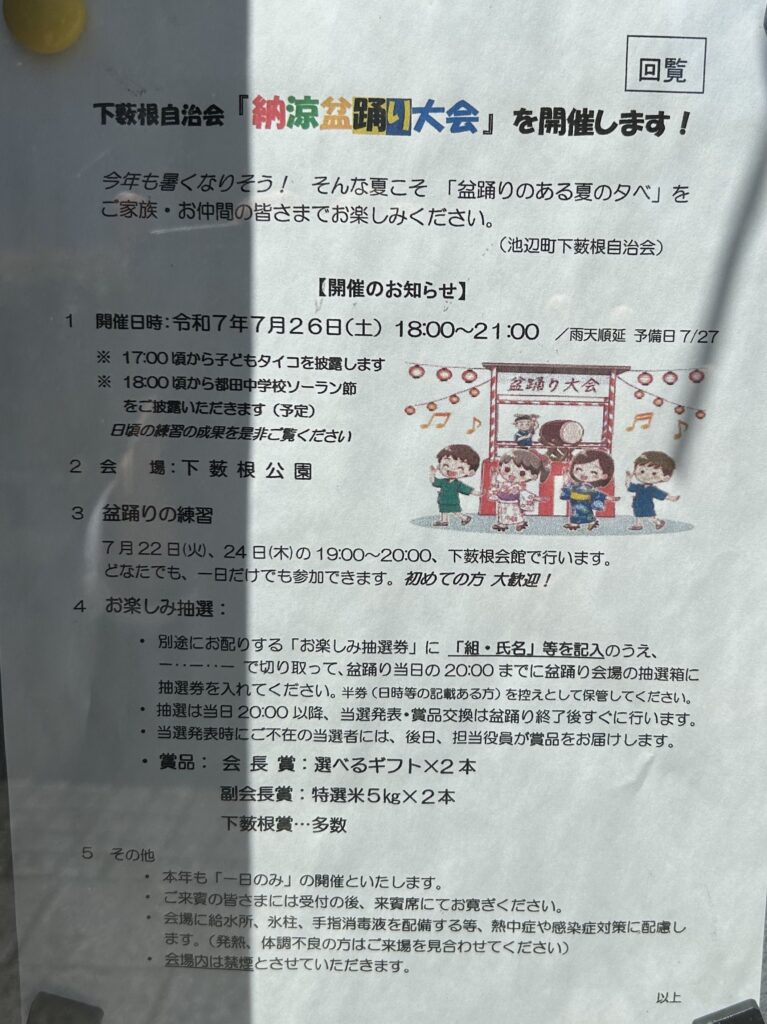 回覧
下薮根自治会『納涼盆踊り大会』を開催します!
今年も暑くなりそう! そんな夏こそ 「盆踊りのある夏の夕べ」を
ご家族・お仲間の皆さまでお楽しみください。
(池辺町下薮根自治会)
【開催のお知らせ】
1 開催日時:令和7年7月26日(土) 18:00~21:00 /雨天順延 予備日7/27
※ 17:00頃から子どもタイコを披露します
※ 18:00頃から都田中学校ソーラン節
をご披露いただきます(予定)
日頃の練習の成果を是非ご覧ください
盆踊り大会
2 会 場:下薮根公園
3 盆踊りの練習
7月22日(火)、24日(木)の19:00~20:00、下薮根会館で行います。
どなたでも、一日だけでも参加できます。初めての方 大歓迎!
4 お楽しみ抽選:
・ 別途にお配りする「お楽しみ抽選券」に 「組・氏名」等を記入のうえ、
ー・・ー・・ー で切り取って、盆踊り当日の20:00までに盆踊り会場の抽選箱に
抽選券を入れてください。半券(日時等の記載ある方)を控えとして保管してください。
・ 抽選は当日20:00以降、当選発表・賞品交換は盆踊り終了後すぐに行います。
・ 当選発表時にご不在の当選者には、後日、担当役員が賞品をお届けします。
・ 賞品: 会長賞:選べるギフト×2本
副会長賞:特選米5kg×2本
下薮根賞…多数
5 その他
・ 本年も「一日のみ」の開催といたします。
・ ご来賓の皆さまには受付の後、来賓席にてお寛ぎください。
・ 会場に給水所、氷柱、手指消毒液を配備する等、熱中症や感染症対策に配慮し
ます。(発熱、体調不良の方はご来場を見合わせてください)
・ 会場内は禁煙とさせていただきます。
以上